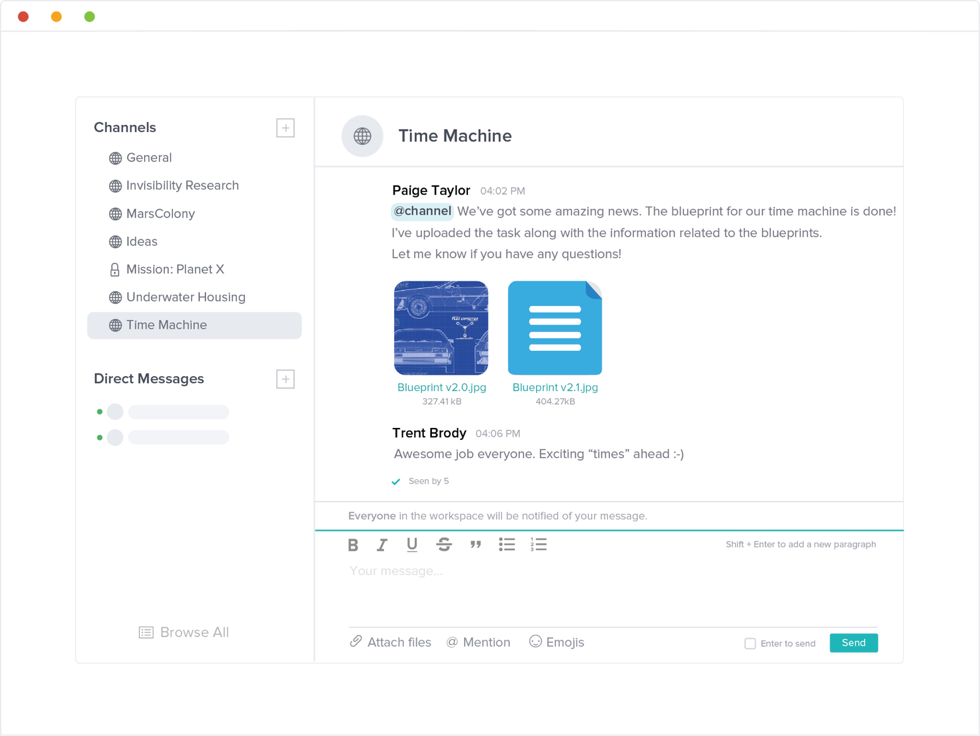 Channels
General
Invisibility Research
MarsColony
Ideas
Mission: Planet X
Underwater Housing
Time Machine
Direct Messages
Browse All
Time Machine
Paige Taylor 04:02 PM
@channel We’ve got some amazing news. The blueprint for our time machine is done!
I’ve uploaded the task along with the information related to the blueprints.
Let me know if you have any questions!
Blueprint v2.0.jpg
327.41 kB
Blueprint v2.1.jpg
404.27kB
Trent Brody 04:06 PM
Awesome job everyone. Exciting “times” ahead :-)
Seen by 5
Everyone in the workspace will be notified of your message.
B I U S
Shift + Enter to add a new paragraph
Your message...
Attach files @ Mention Emojis
Enter to send Send